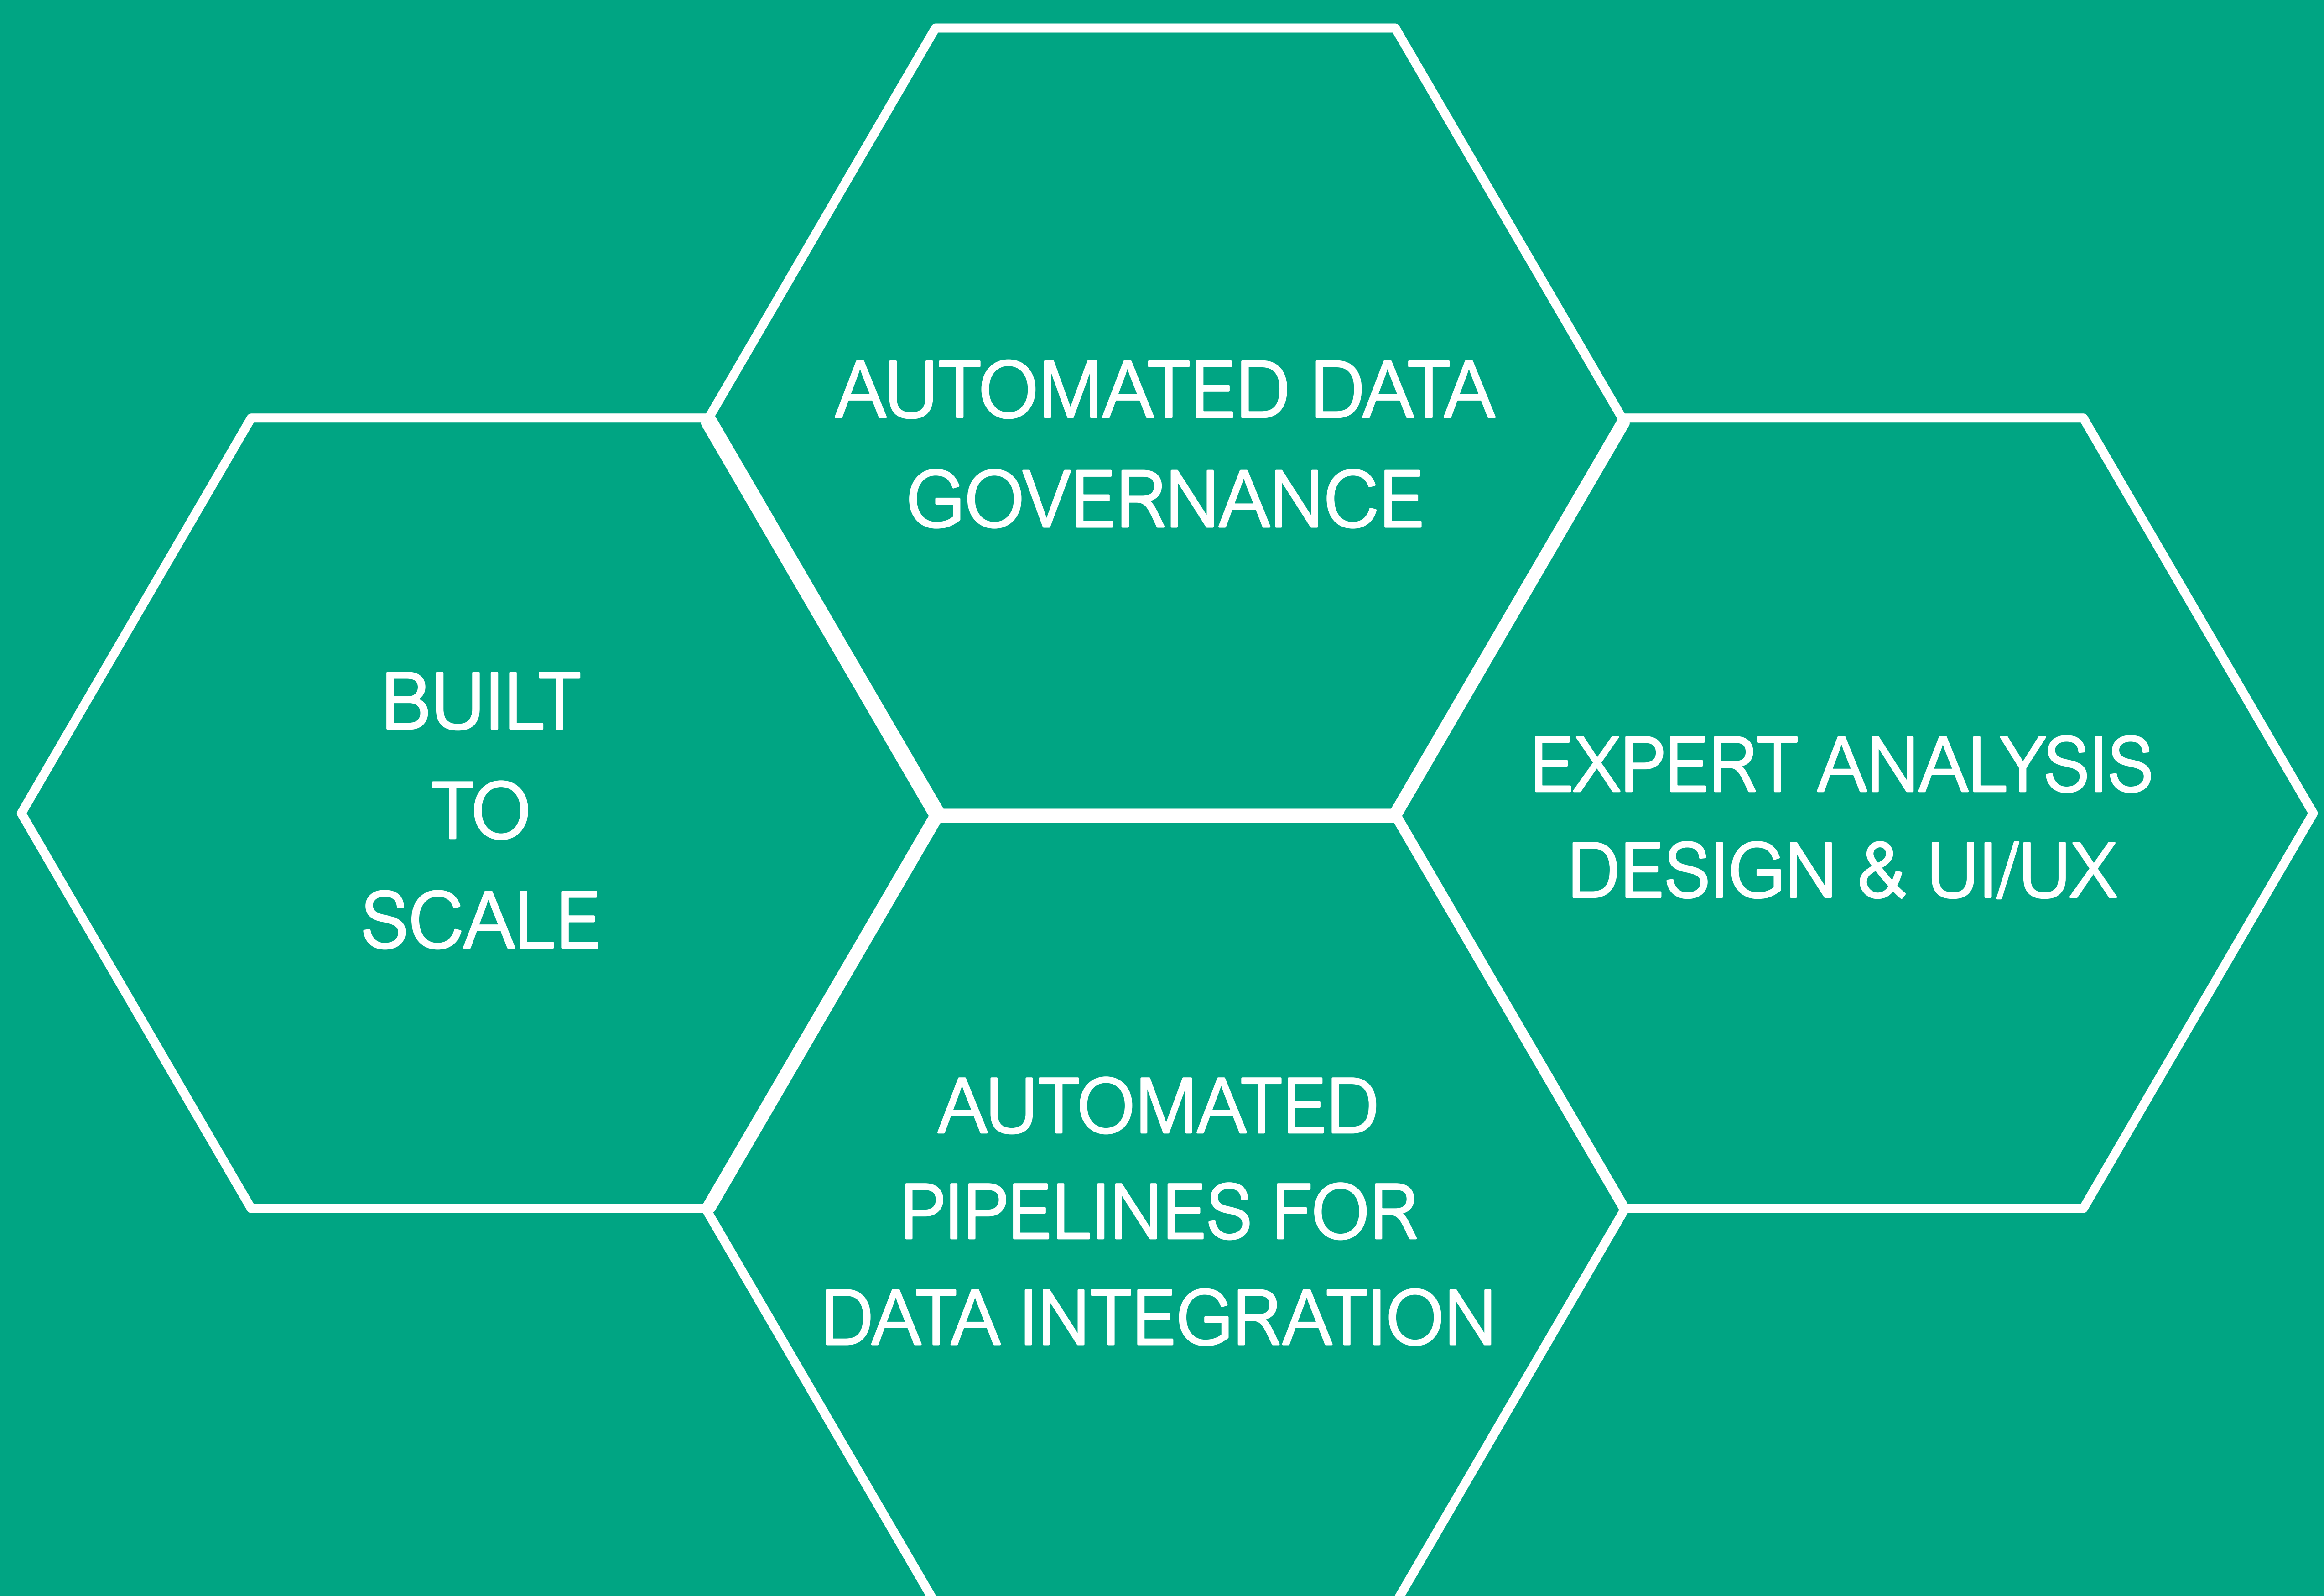 AUTOMATED DATA
GOVERNANCE
BUILT
TO
SCALE
EXPERT ANALYSIS
DESIGN & UI/UX
AUTOMATED
PIPELINES FOR
DATA INTEGRATION